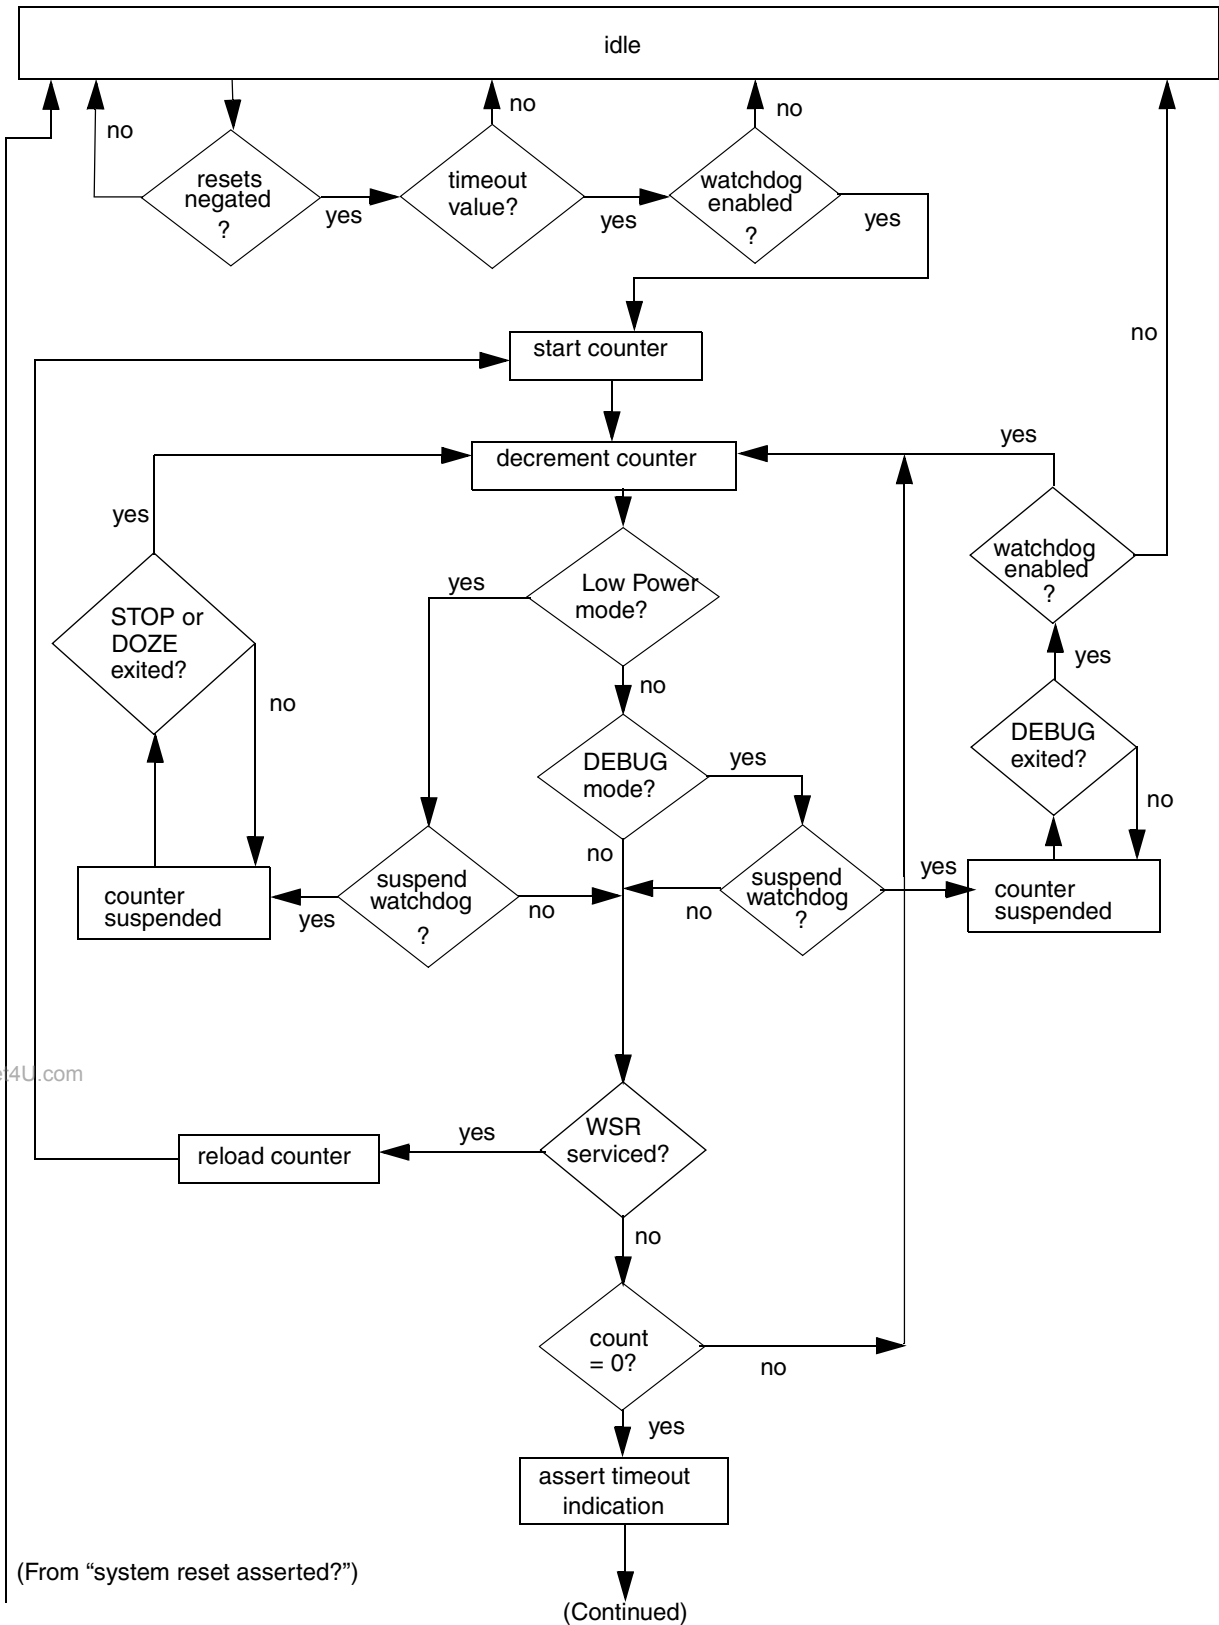 idle
no
no
no
resets
negated
?
yes
timeout
value?
yes
watchdog
enabled
?
yes
start counter
no
decrement counter
yes
yes
watchdog
enabled
?
yes
Low Power
mode?
STOP or
DOZE
exited?
no
no
yes
DEBUG
mode?
yes
DEBUG
exited?
no
no
suspend
watchdog
?
yes
no
suspend
watchdog
?
no
yes
counter
suspended
counter
suspended
et4U.com
WSR
serviced?
yes
reload counter
no
count
= 0?
no
yes
assert timeout
indication
(From “system reset asserted?”)
(Continued)